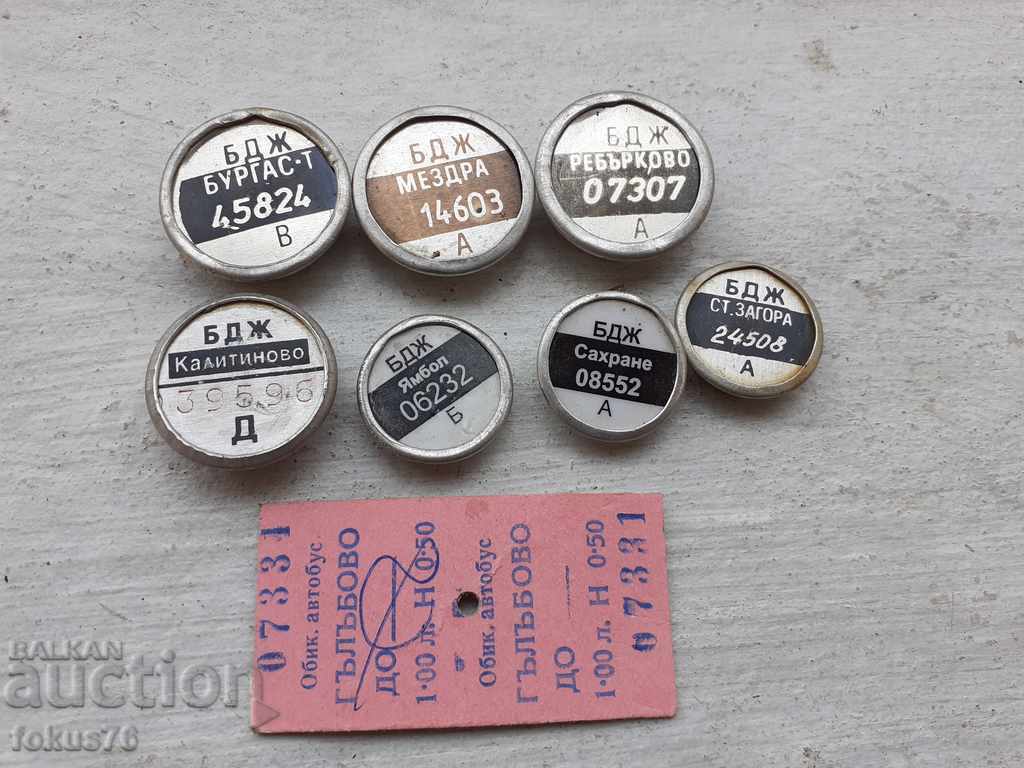 БДЖ
БУРГАС-Т
45824
В
БДЖ
МЕЗДРА
14603
А
БДЖ
РЕБЪРКОВО
07307
А
БДЖ
Калитиново
39596
Д
БДЖ
Ямбол
06232
Б
БДЖ
Сахране
08552
А
БДЖ
СТ. ЗАГОРА
24508
А
07331
Обик. автобус
ГЪЛЪБОВО
ДО
1·00 л. Н 0·50
Обик. автобус
ГЪЛЪБОВО
ДО
1·00 л. Н 0·50
07331
BALKAN
auction
fokus76